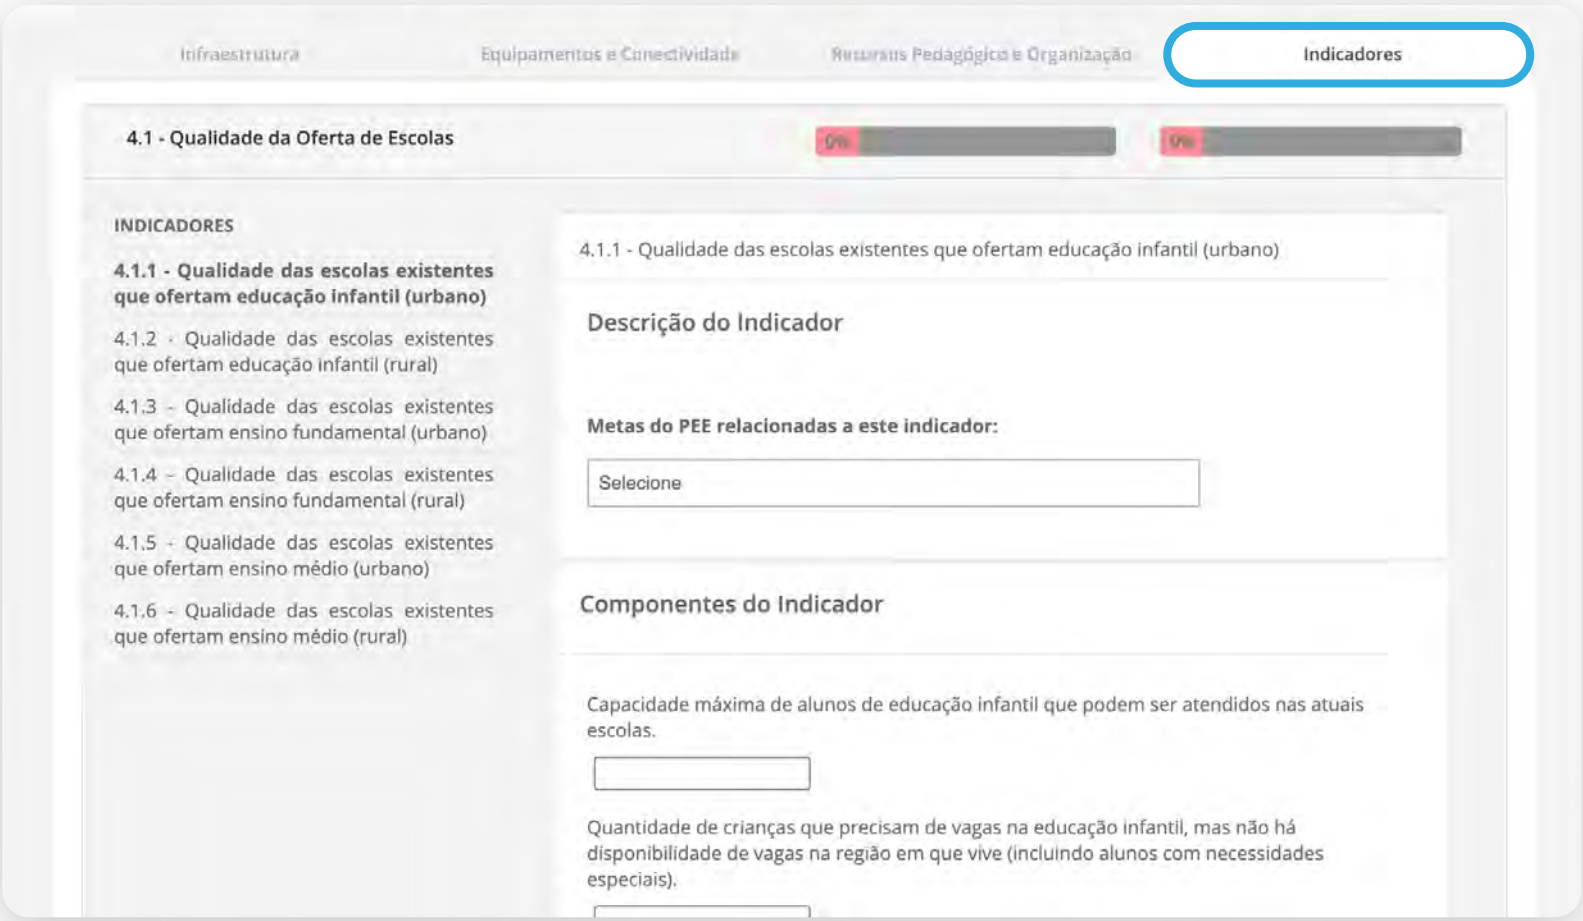 Infraestrutura
Equipamentos e Conectividade
Recursos Pedagógico e Organização
Indicadores
4.1 - Qualidade da Oferta de Escolas
0%
0%
INDICADORES
4.1.1 - Qualidade das escolas existentes
que ofertam educação infantil (urbano)
4.1.2 - Qualidade das escolas existentes
que ofertam educação infantil (rural)
4.1.3 - Qualidade das escolas existentes
que ofertam ensino fundamental (urbano)
4.1.4 - Qualidade das escolas existentes
que ofertam ensino fundamental (rural)
4.1.5 - Qualidade das escolas existentes
que ofertam ensino médio (urbano)
4.1.6 - Qualidade das escolas existentes
que ofertam ensino médio (rural)
4.1.1 - Qualidade das escolas existentes que ofertam educação infantil (urbano)
Descrição do Indicador
Metas do PEE relacionadas a este indicador:
Selecione
Componentes do Indicador
Capacidade máxima de alunos de educação infantil que podem ser atendidos nas atuais
escolas.
Quantidade de crianças que precisam de vagas na educação infantil, mas não há
disponibilidade de vagas na região em que vive (incluindo alunos com necessidades
especiais).